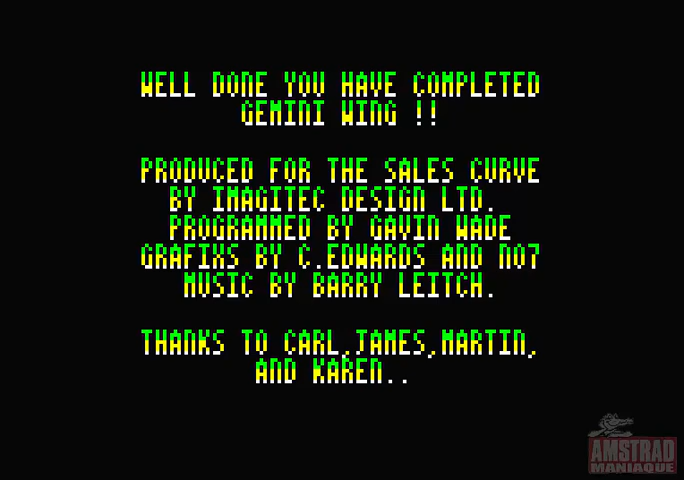 WELL DONE YOU HAVE COMPLETED
GEMINI WING !!
PRODUCED FOR THE SALES CURVE
BY IMAGITEC DESIGN LTD.
PROGRAMMED BY GAVIN WADE
GRAFIXS BY C.EDWARDS AND NO7
MUSIC BY BARRY LEITCH.
THANKS TO CARL,JAMES,MARTIN,
AND KAREN..
AMSTRAD
MANIAQUE